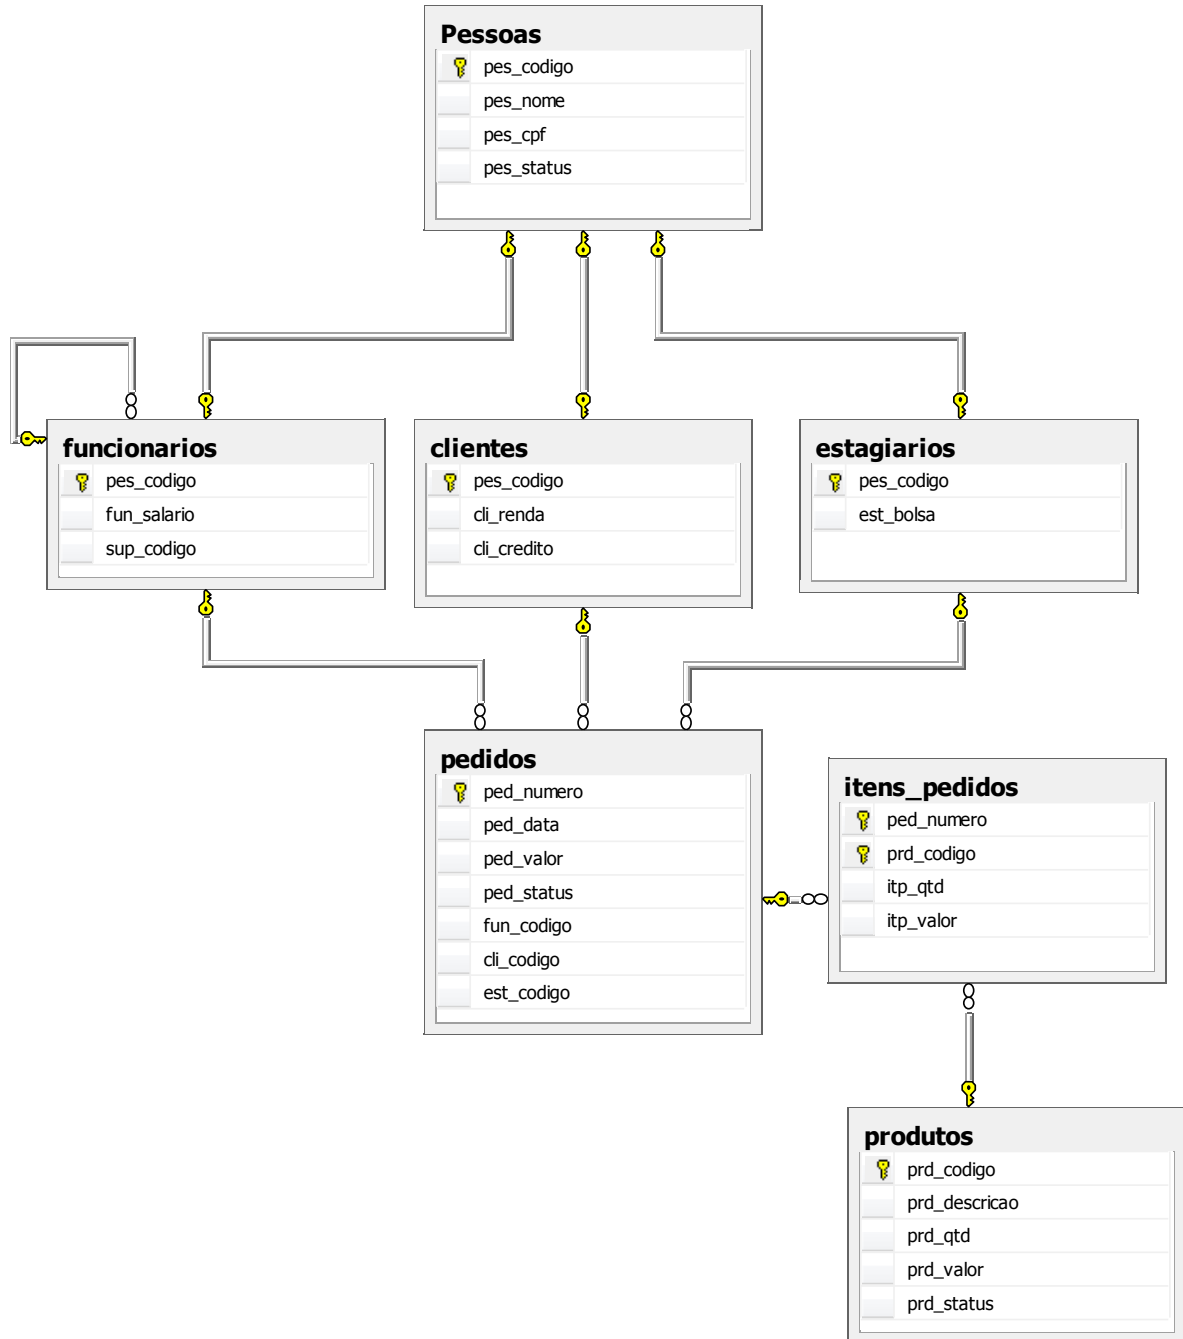 Pessoas
pes_codigo
pes_nome
pes_cpf
pes_status
funcionarios
pes_codigo
fun_salario
sup_codigo
clientes
pes_codigo
cli_renda
cli_credito
estagiarios
pes_codigo
est_bolsa
pedidos
ped_numero
ped_data
ped_valor
ped_status
fun_codigo
cli_codigo
est_codigo
itens_pedidos
ped_numero
prd_codigo
itp_qtd
itp_valor
produtos
prd_codigo
prd_descricao
prd_qtd
prd_valor
prd_status